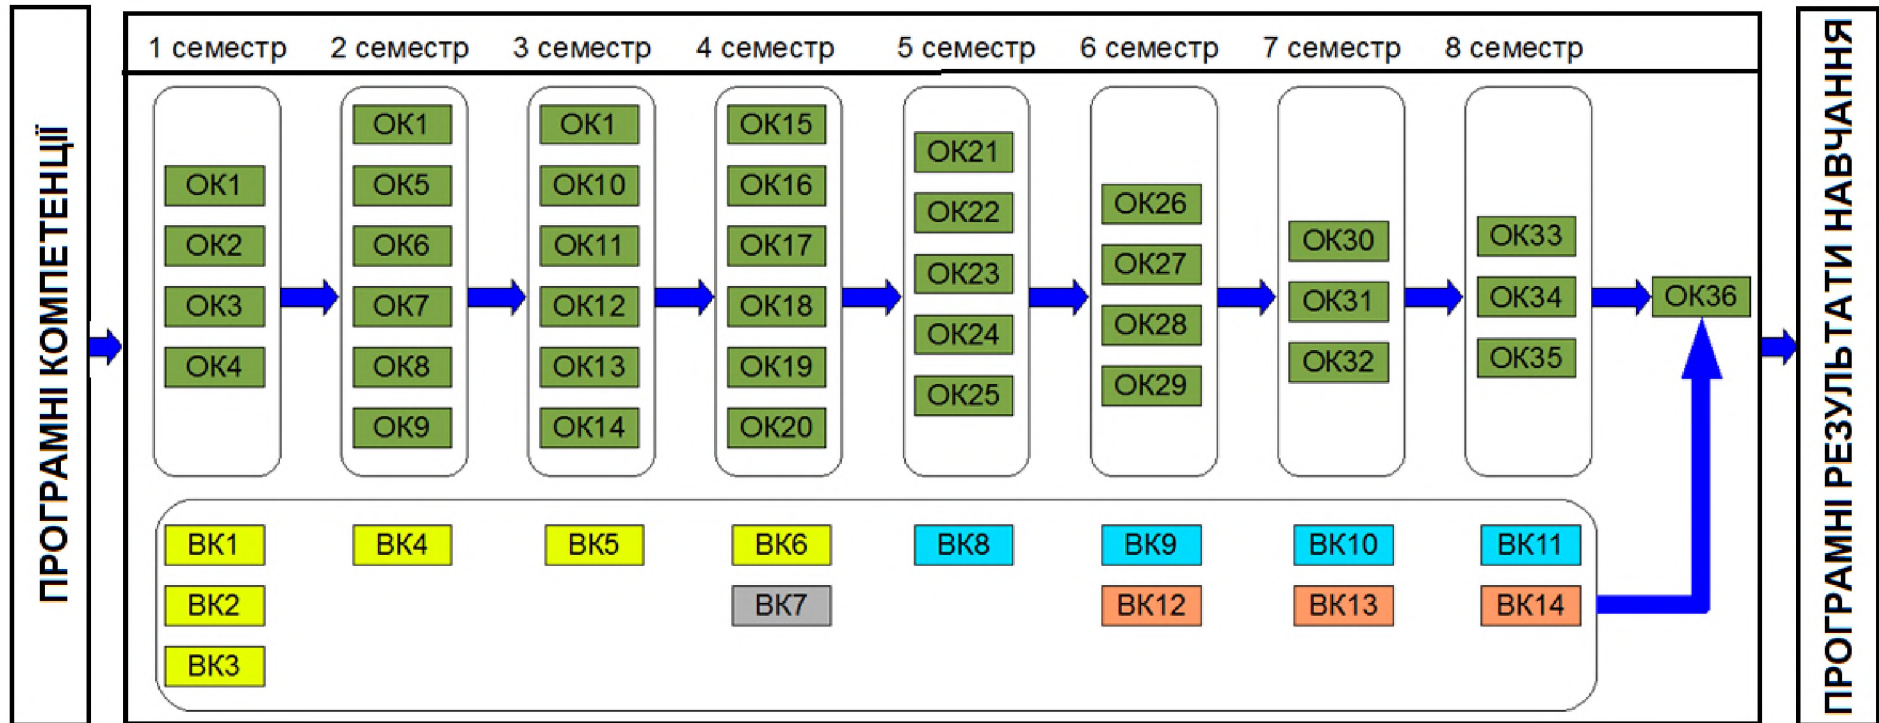 ПРОГРАМНІ КОМПЕТЕНЦІЇ
1 семестр 2 семестр 3 семестр 4 семестр 5 семестр 6 семестр 7 семестр 8 семестр
ОК1
ОК2
ОК3
ОК4
ОК1
ОК5
ОК6
ОК7
ОК8
ОК9
ОК1
ОК10
ОК11
ОК12
ОК13
ОК14
ОК15
ОК16
ОК17
ОК18
ОК19
ОК20
ОК21
ОК22
ОК23
ОК24
ОК25
ОК26
ОК27
ОК28
ОК29
ОК30
ОК31
ОК32
ОК33
ОК34
ОК35
ОК36
ВК1 ВК4 ВК5 ВК6 ВК8 ВК9 ВК10 ВК11
ВК2 ВК7 ВК12 ВК13 ВК14
ВК3
ПРОГРАМНІ РЕЗУЛЬТАТИ НАВЧАННЯ